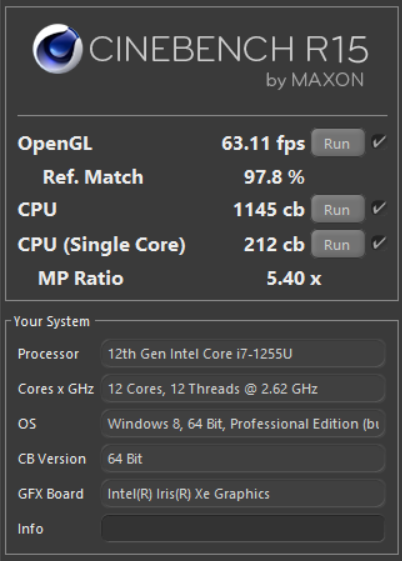 CINEBENCH R15
by MAXON
OpenGL 63.11 fps Run
Ref. Match 97.8 %
CPU 1145 cb Run
CPU (Single Core) 212 cb Run
MP Ratio 5.40 x
Your System
Processor 12th Gen Intel Core i7-1255U
Cores x GHz 12 Cores, 12 Threads @ 2.62 GHz
OS Windows 8, 64 Bit, Professional Edition (bu
CB Version 64 Bit
GFX Board Intel(R) Iris(R) Xe Graphics
Info